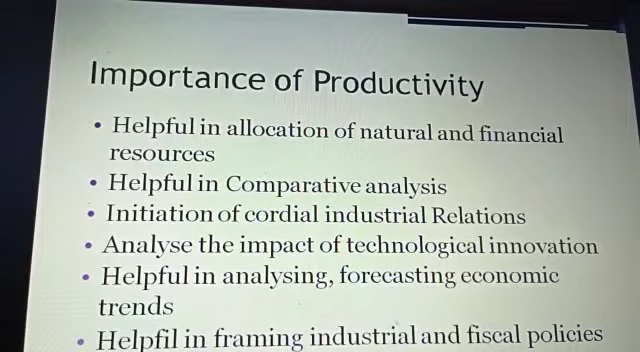 Importance of Productivity
• Helpful in allocation of natural and financial
resources
• Helpful in Comparative analysis
• Initiation of cordial industrial Relations
• Analyse the impact of technological innovation
• Helpful in analysing, forecasting economic
trends
• Helpfil in framing industrial and fiscal policies